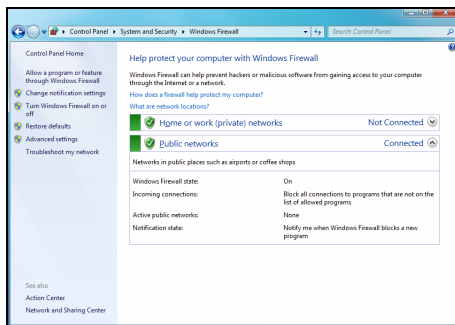 Control Panel ▸ System and Security ▸ Windows Firewall
Search Control Panel
Control Panel Home
Allow a program or feature
through Windows Firewall
Change notification settings
Turn Windows Firewall on or
off
Restore defaults
Advanced settings
Troubleshoot my network
See also
Action Center
Network and Sharing Center
Help protect your computer with Windows Firewall
Windows Firewall can help prevent hackers or malicious software from gaining access to your computer
through the Internet or a network.
How does a firewall help protect my computer?
What are network locations?
Home or work (private) networks Not Connected
Public networks Connected
Networks in public places such as airports or coffee shops
Windows Firewall state: On
Incoming connections: Block all connections to programs that are not on the
list of allowed programs
Active public networks: None
Notification state: Notify me when Windows Firewall blocks a new
program